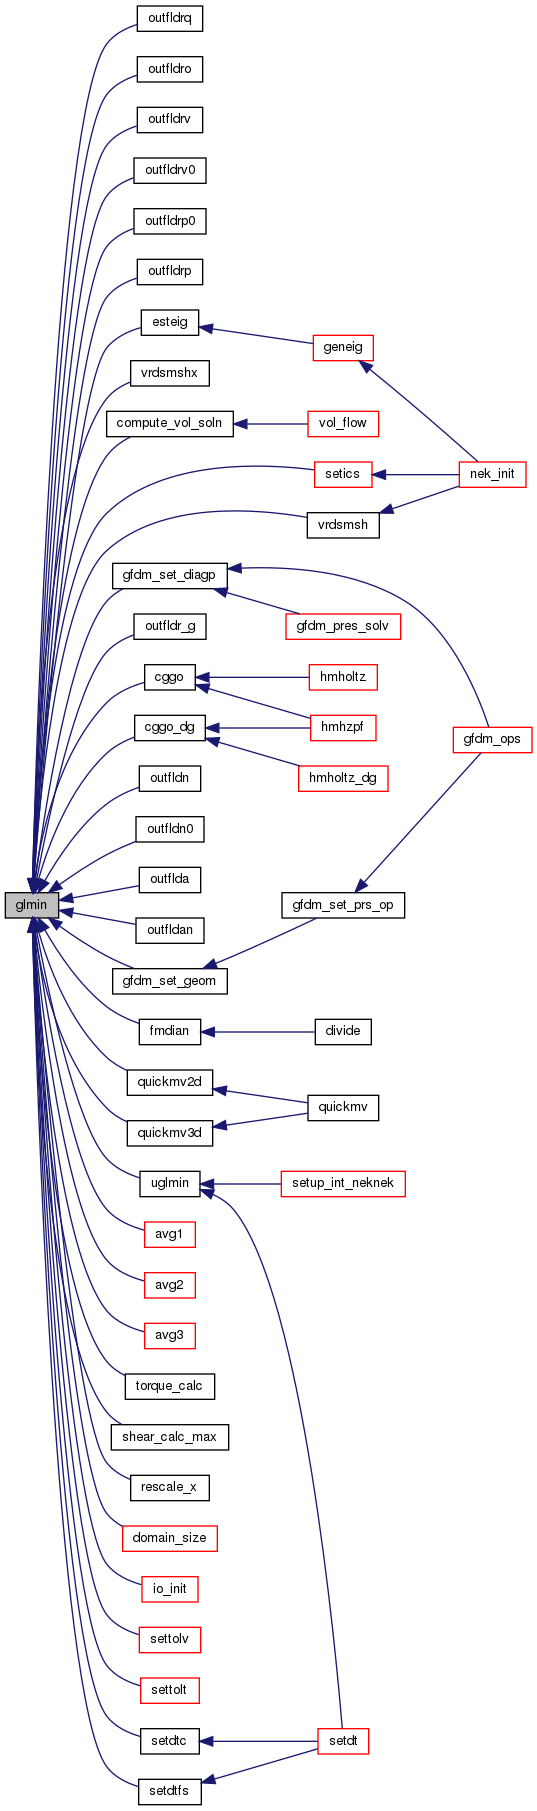 outfldrq
outfldro
outfldrv
outfldrv0
outfldrp0
outfldrp
esteig
geneig
vrdsmshx
compute_vol_soln
vol_flow
setics
nek_init
vrdsmsh
gfdm_set_diagp
outfldr_g
gfdm_pres_solv
cggo
hmholtz
cggo_dg
hmhzpf
gfdm_ops
outfldn
hmholtz_dg
outfldn0
outflda
glmin
gfdm_set_prs_op
outfldan
gfdm_set_geom
fmdian
divide
quickmv2d
quickmv
quickmv3d
uglmin
setup_int_neknek
avg1
avg2
avg3
torque_calc
shear_calc_max
rescale_x
domain_size
io_init
settolv
settolt
setdtc
setdt
setdtfs